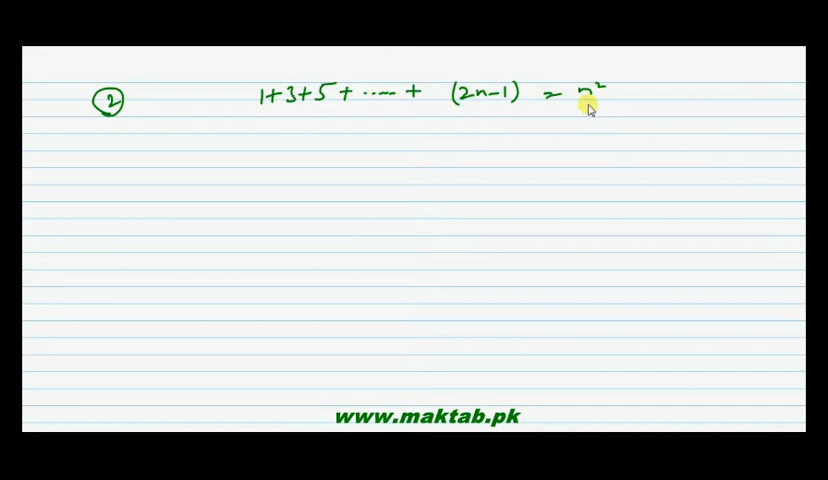 ② 1+3+5+.....+ (2n-1) = n²
www.maktab.pk